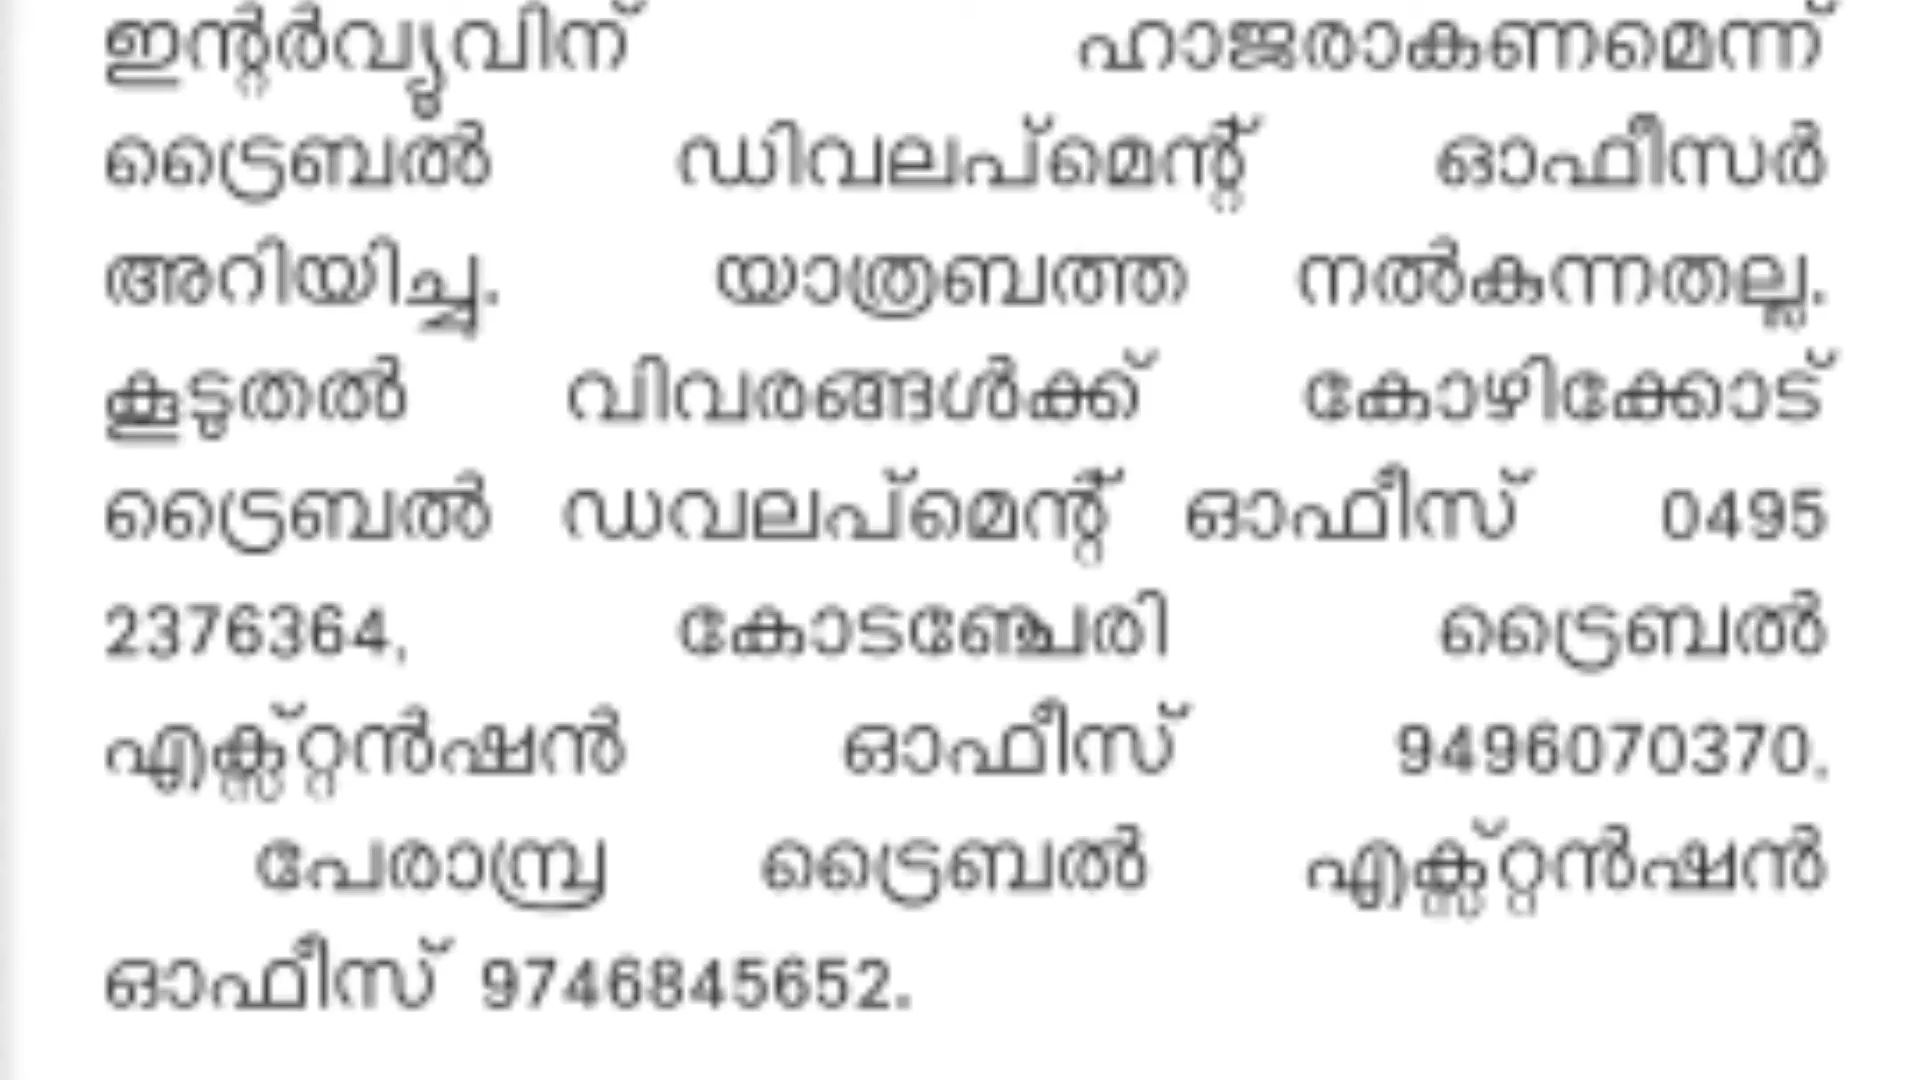 ഇന്റർവ്യൂവിന് ഹാജരാകണമെന്ന്
ട്രൈബൽ ഡിവലപ്മെന്റ് ഓഫീസർ
അറിയിച്ചു. യാത്രബത്ത നൽകുന്നതല്ല.
കൂടുതൽ വിവരങ്ങൾക്ക് കോഴിക്കോട്
ട്രൈബൽ ഡവലപ്മെന്റ് ഓഫീസ് 0495
2376364, കോടഞ്ചേരി ട്രൈബൽ
എക്സ്റ്റൻഷൻ ഓഫീസ് 9496070370,
പേരാമ്പ്ര ട്രൈബൽ എക്സ്റ്റൻഷൻ
ഓഫീസ് 9746845652.